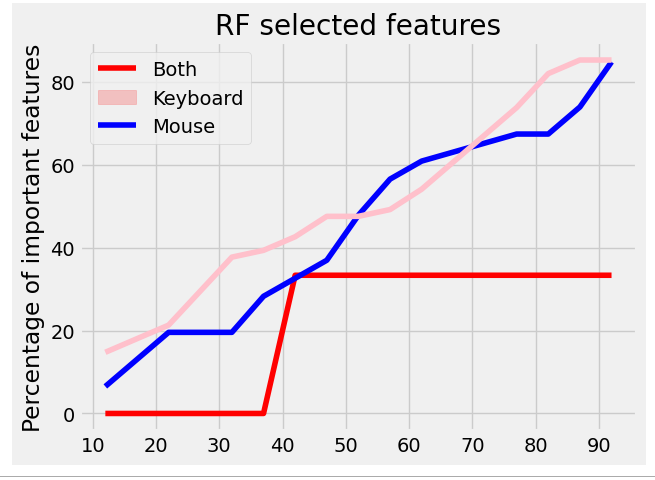 RF selected features
Both
Keyboard
Mouse
Percentage of important features
80
60
40
20
0
10 20 30 40 50 60 70 80 90